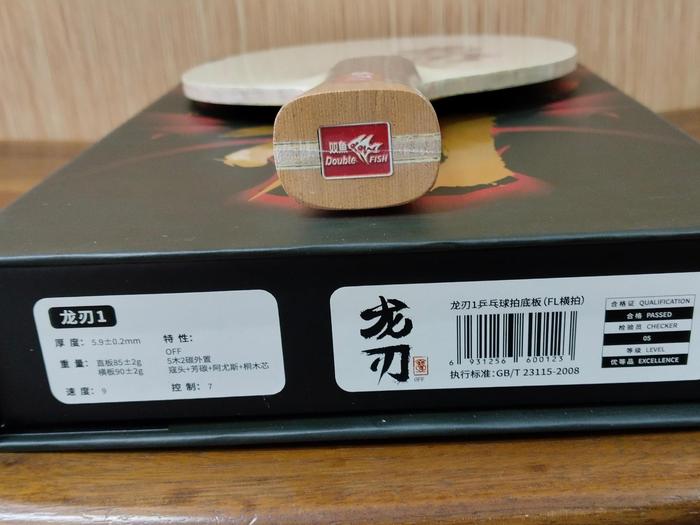 双鱼
Double FISH
龙刃1
厚度：5.9±0.2mm
特性：
OFF
5木2碳外置
寇头+芳碳+阿尤斯+桐木芯
重量：直板85±2g
横板90±2g
速度：9
控制：7
龙刃
OFF
龙刃1乒乓球拍底板(FL横拍)
6 931256 600123
执行标准：GB/T 23115-2008
合格证 QUALIFICATION
合格 PASSED
检验员 CHECKER
05
等级 LEVEL
优等品 EXCELLENCE